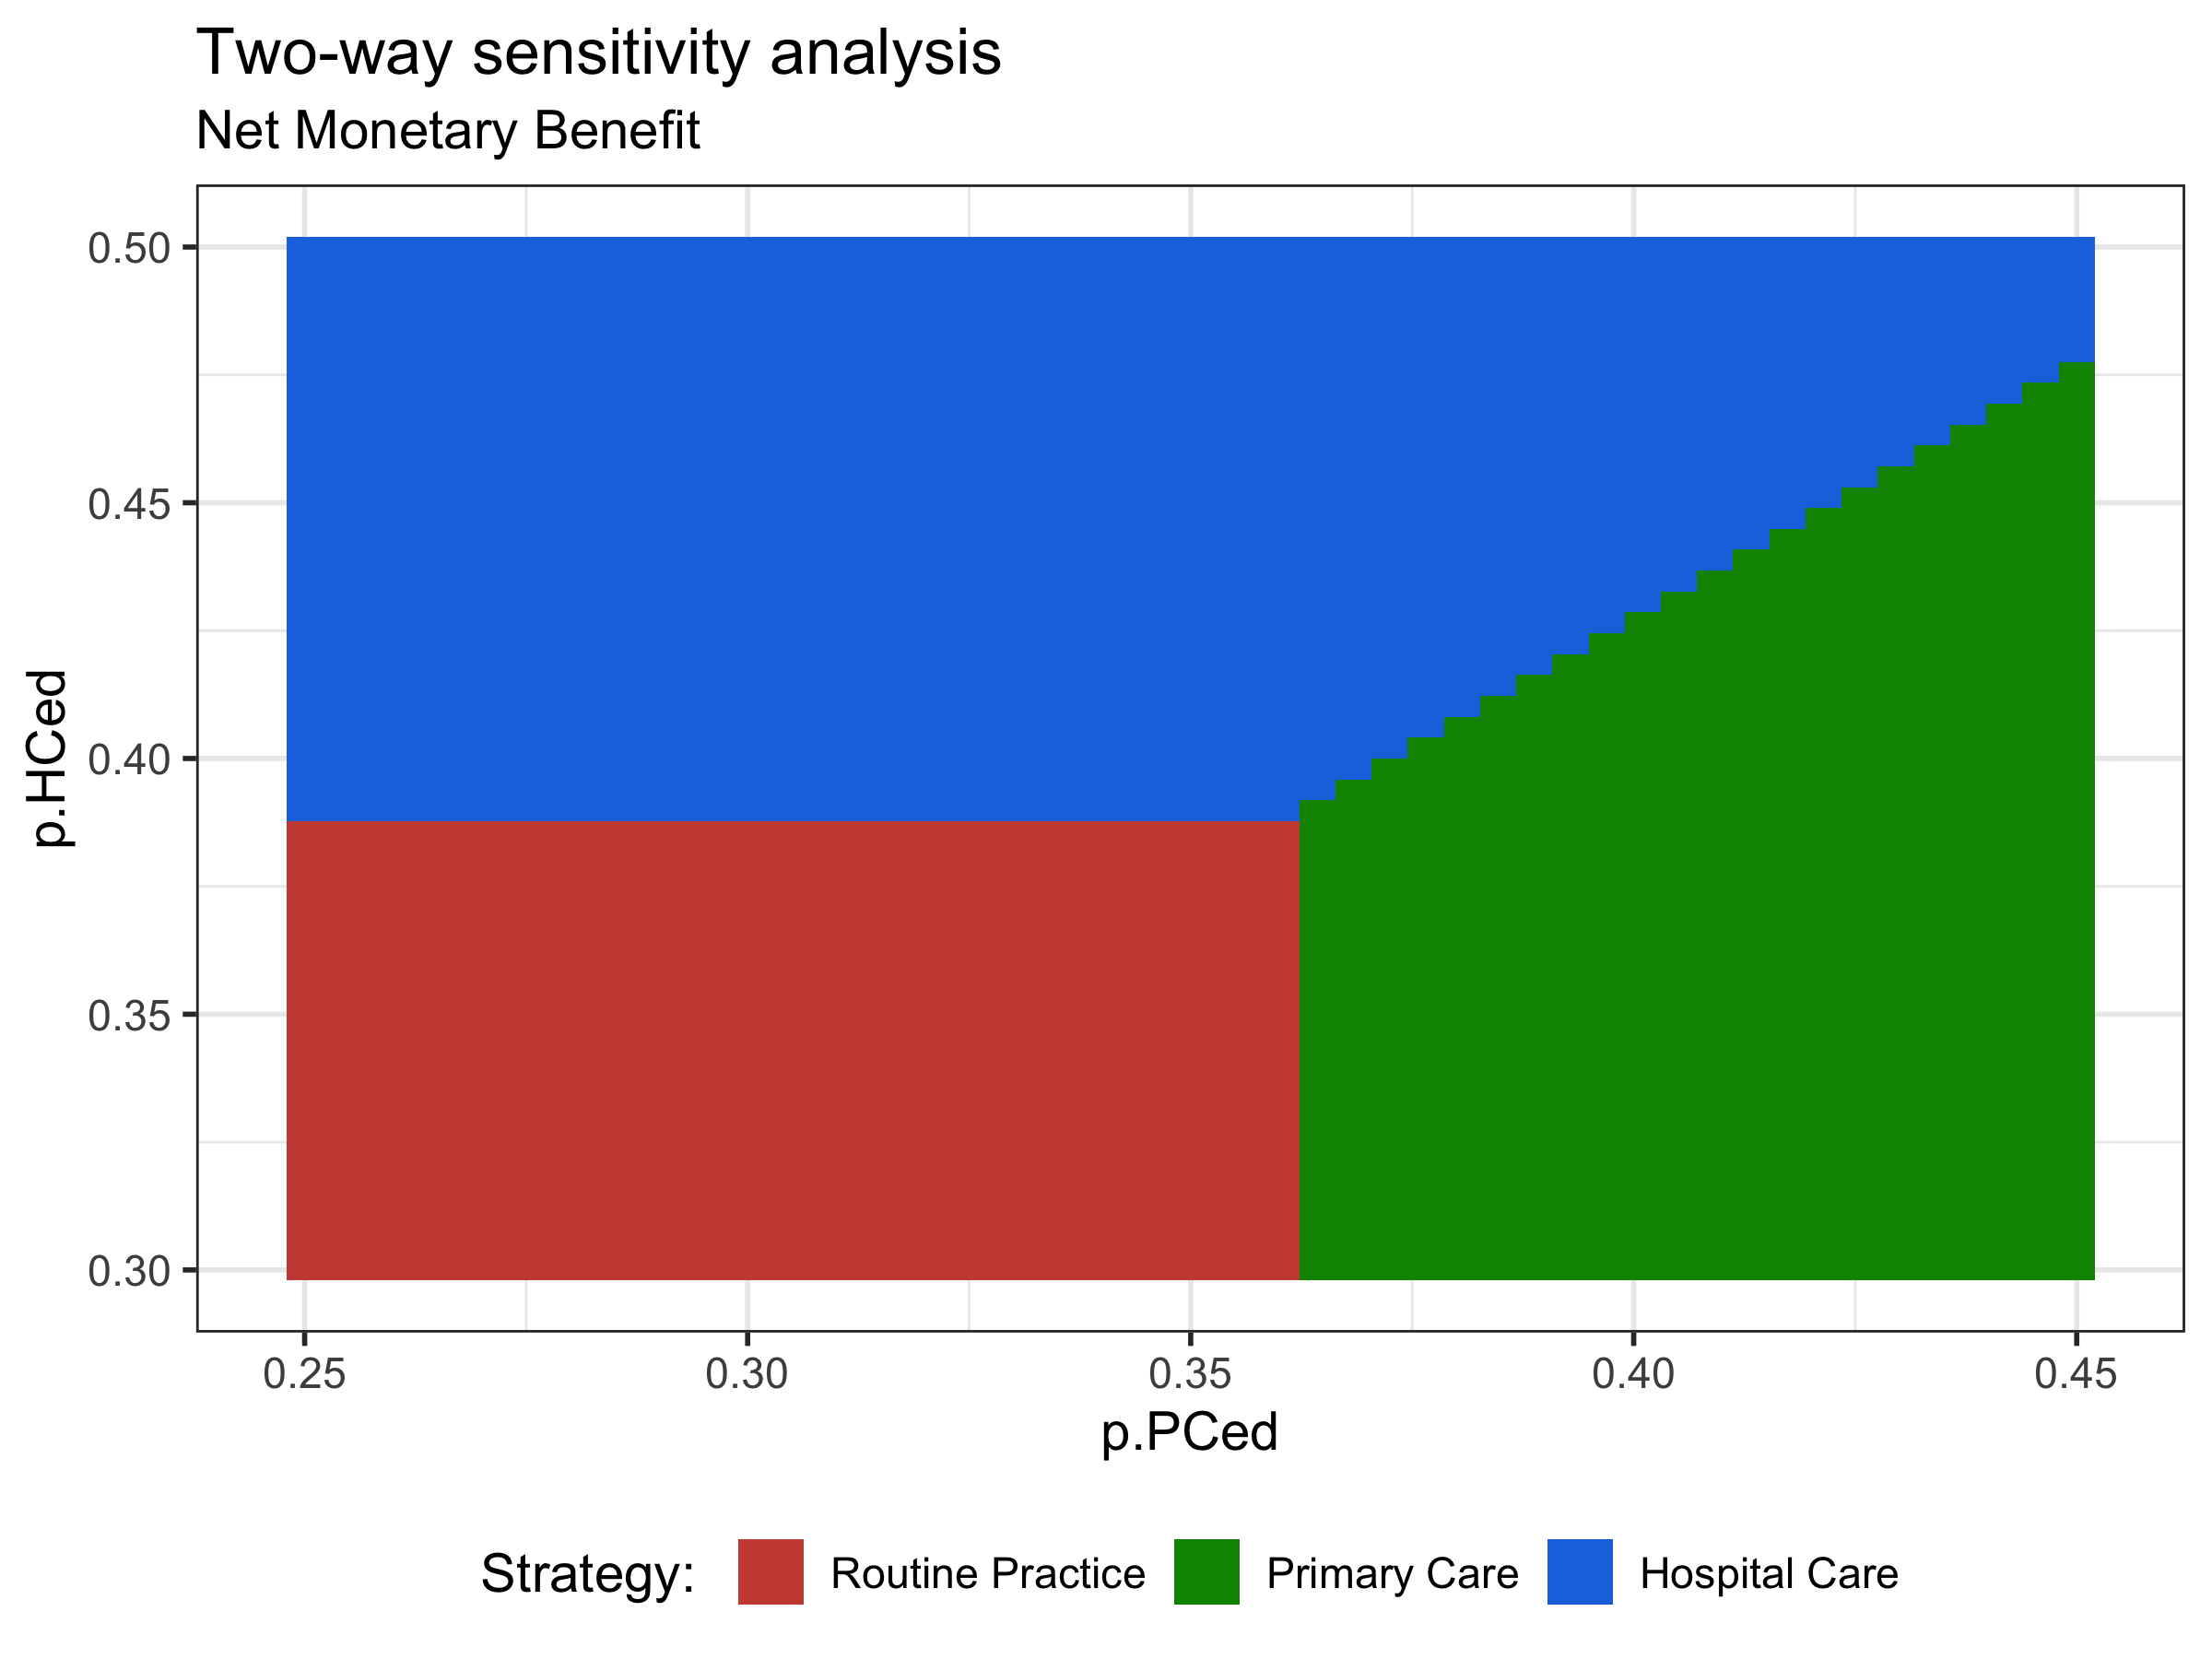 Two-way sensitivity analysis
Net Monetary Benefit
0.50
0.45
0.40
0.35
0.30
p.HCed
0.25 0.30 0.35 0.40 0.45
p.PCed
Strategy: Routine Practice Primary Care Hospital Care